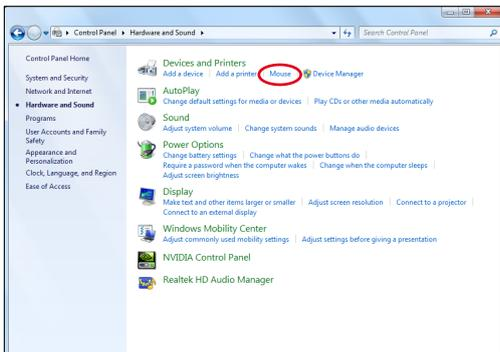 Control Panel ▸ Hardware and Sound ▸
Search Control Panel
Control Panel Home
System and Security
Network and Internet
Hardware and Sound
Programs
User Accounts and Family
Safety
Appearance and
Personalization
Clock, Language, and Region
Ease of Access
Devices and Printers
Add a device | Add a printer | Mouse | Device Manager
AutoPlay
Change default settings for media or devices | Play CDs or other media automatically
Sound
Adjust system volume | Change system sounds | Manage audio devices
Power Options
Change battery settings | Change what the power buttons do |
Require a password when the computer wakes | Change when the computer sleeps |
Adjust screen brightness
Display
Make text and other items larger or smaller | Adjust screen resolution | Connect to a projector |
Connect to an external display
Windows Mobility Center
Adjust commonly used mobility settings | Adjust settings before giving a presentation
NVIDIA Control Panel
Realtek HD Audio Manager